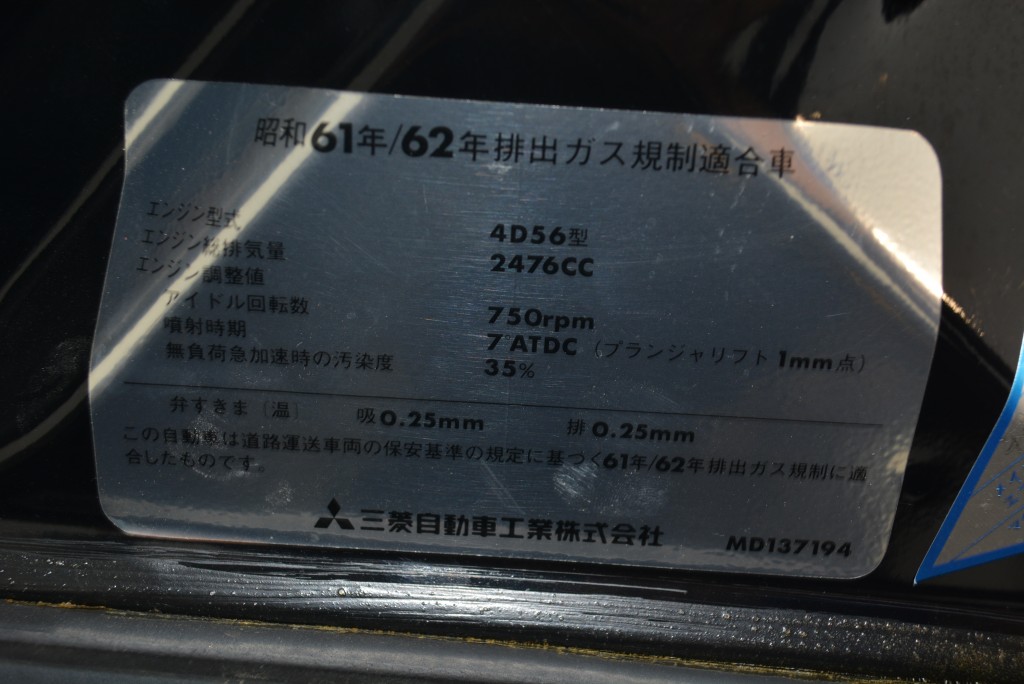 昭和61年/62年排出ガス規制適合車
エンジン型式 4D56型
エンジン総排気量 2476CC
エンジン調整値
アイドル回転数 750rpm
噴射時期 7°ATDC (プランジャリフト1mm点)
無負荷急加速時の汚染度 35%
弁すきま〔温〕 吸0.25mm 排0.25mm
この自動車は道路運送車両の保安基準の規定に基づく61年/62年排出ガス規制に適
合したものです。
三菱自動車工業株式会社 MD137194